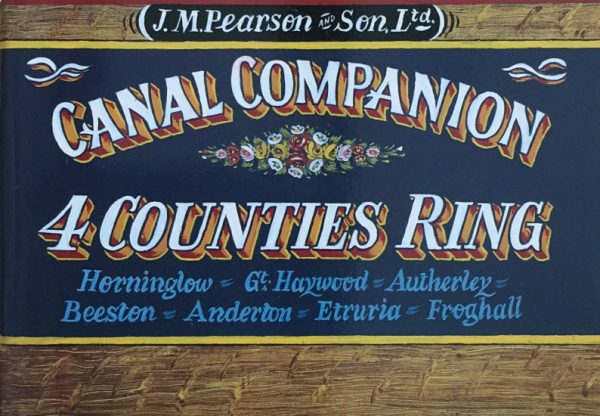 J.M.Pearson AND Son, Ltd.
CANAL COMPANION
4 COUNTIES RING
Horninglow = Gt: Haywood = Autherley =
Beeston = Anderton = Etruria = Froghall